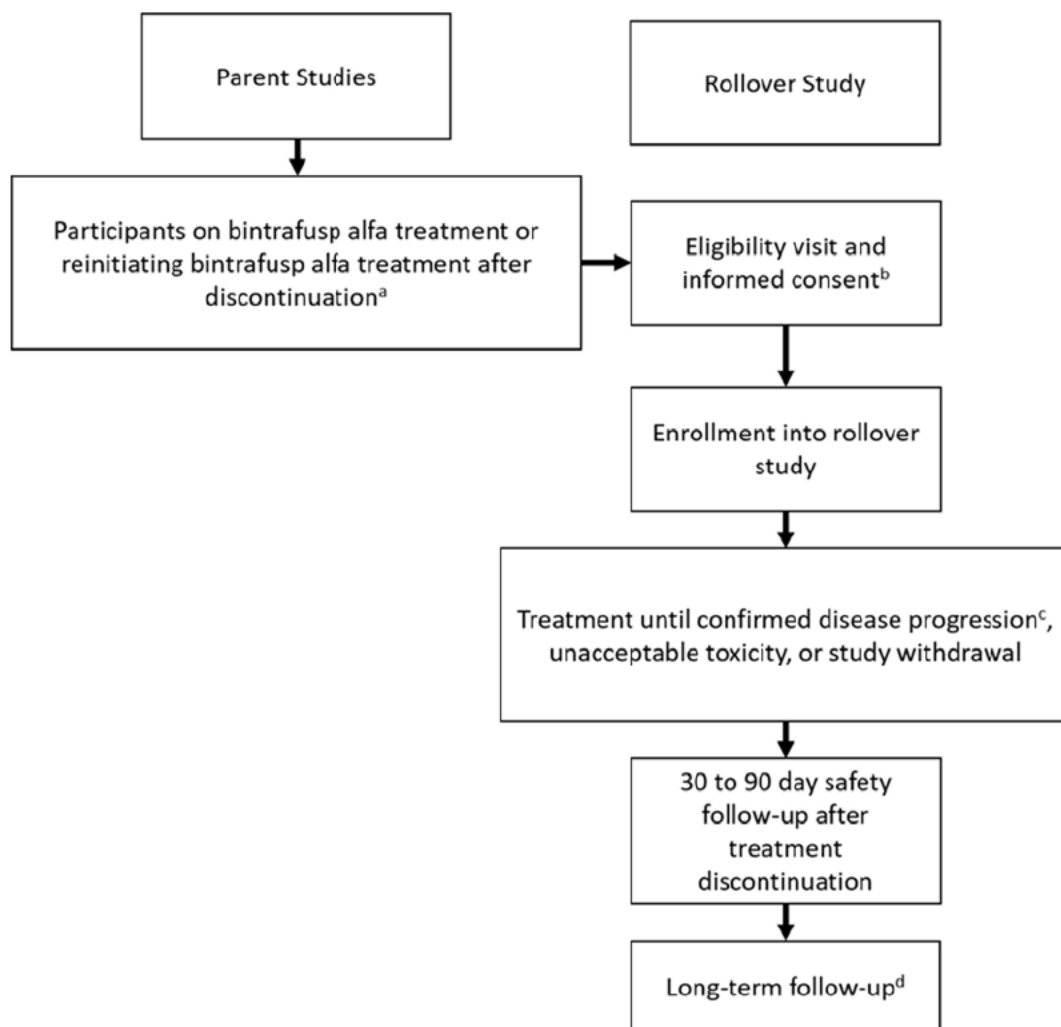 Parent Studies
Rollover Study
Participants on bintrafusp alfa treatment or
reinitiating bintrafusp alfa treatment after
discontinuationᵃ
Eligibility visit and
informed consentᵇ
Enrollment into rollover
study
Treatment until confirmed disease progressionᶜ,
unacceptable toxicity, or study withdrawal
30 to 90 day safety
follow-up after
treatment
discontinuation
Long-term follow-upᵈ